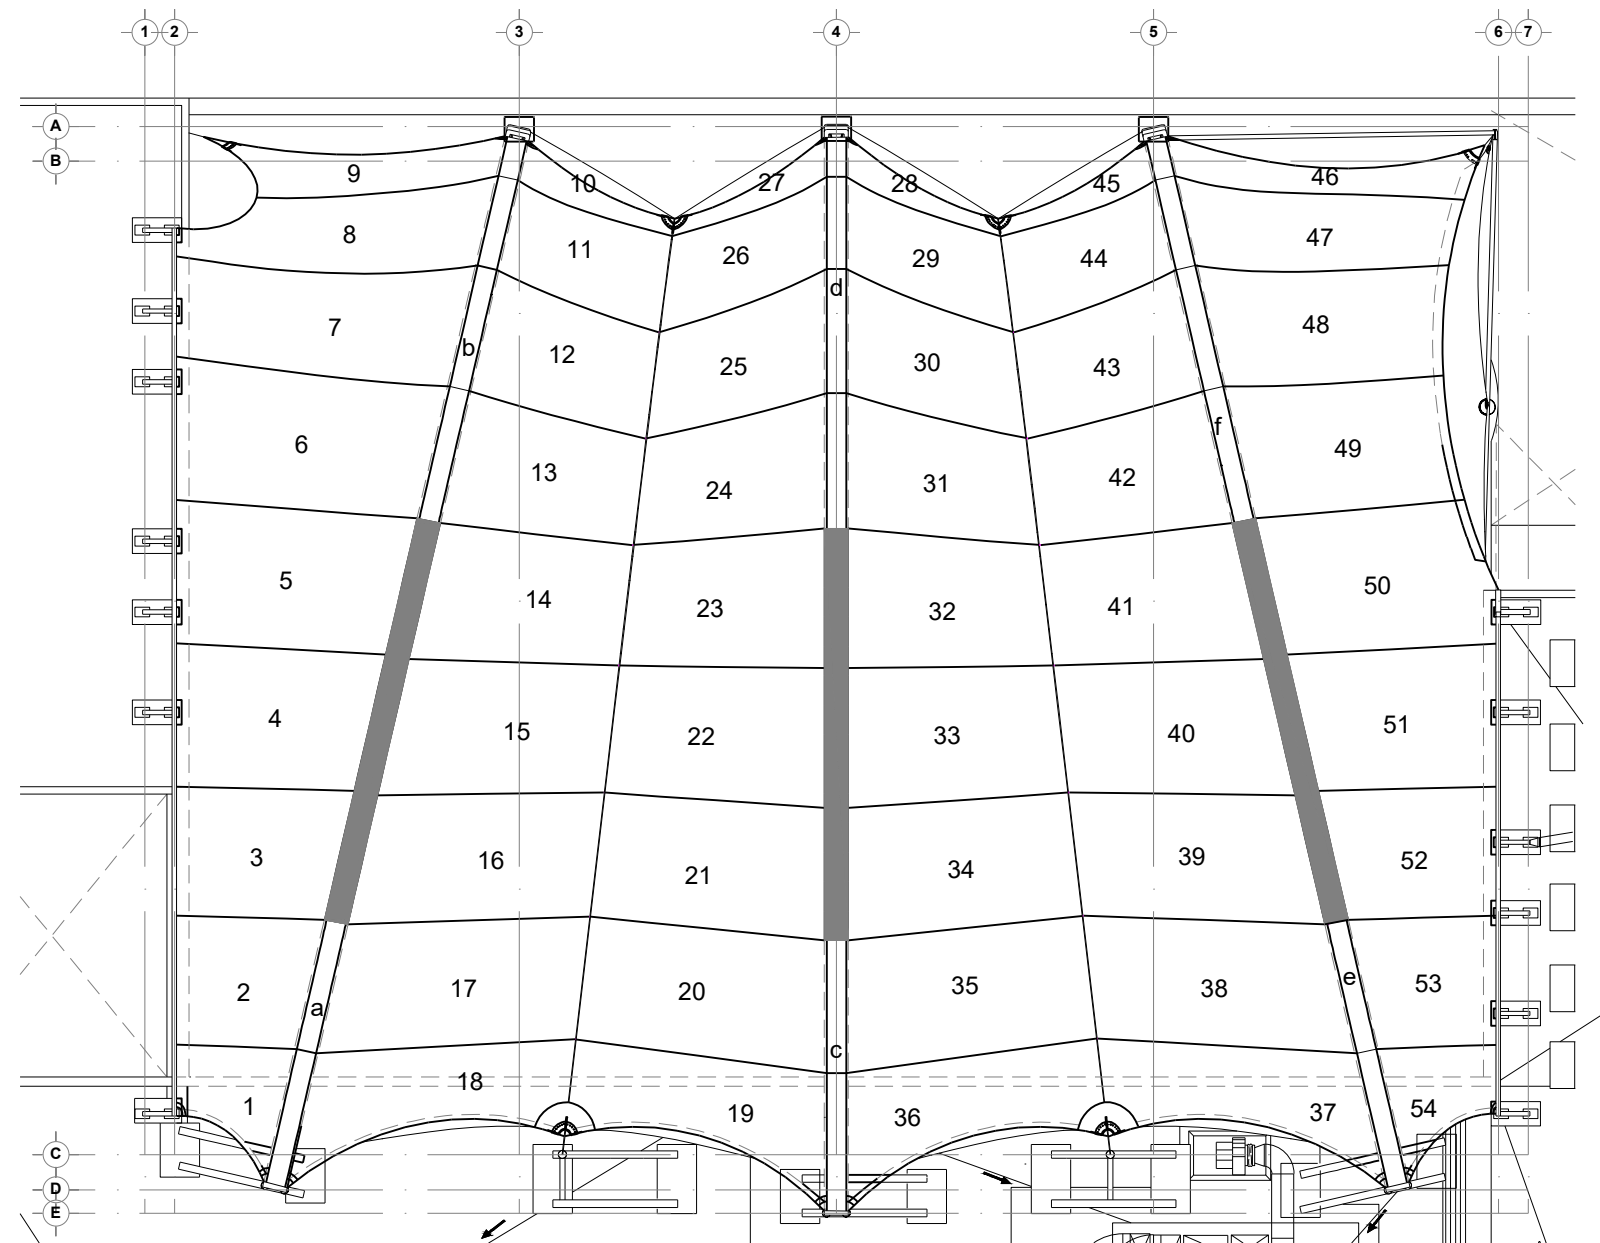 1 2 3 4 5 6 7
A
B
9 10 27 28 45 46
8 11 26 29 44 47
d
7 b 12 25 30 43 48
f
6 13 24 31 42 49
5 14 23 32 41 50
4 15 22 33 40 51
3 16 21 34 39 52
2 a 17 20 35 38 e 53
c
1 18 19 36 37 54
C
D
E